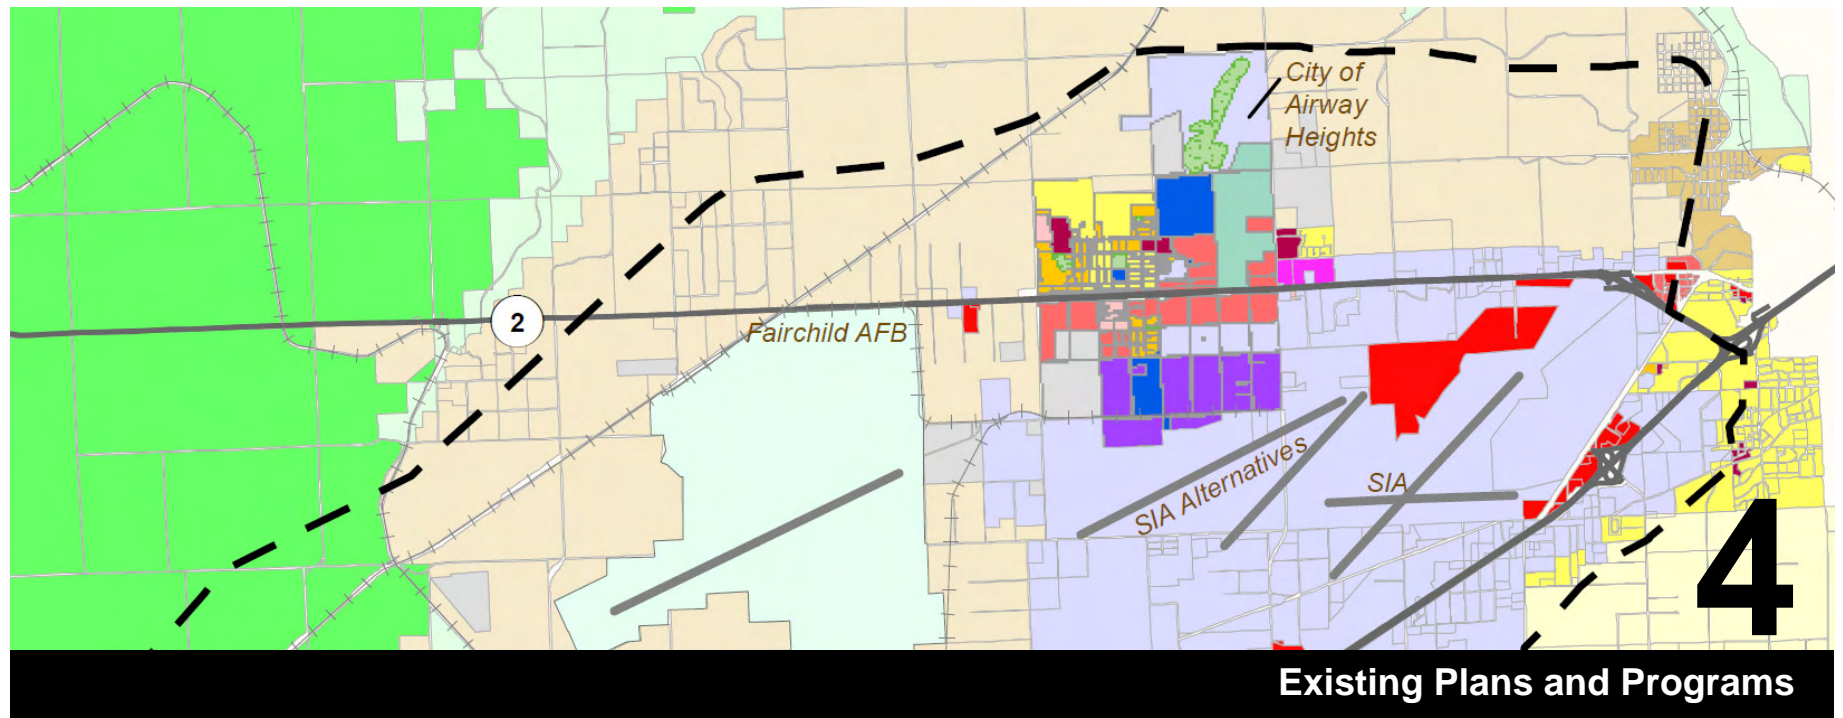 City of
Airway
Heights
2
Fairchild AFB
SIA Alternatives
SIA
4
Existing Plans and Programs